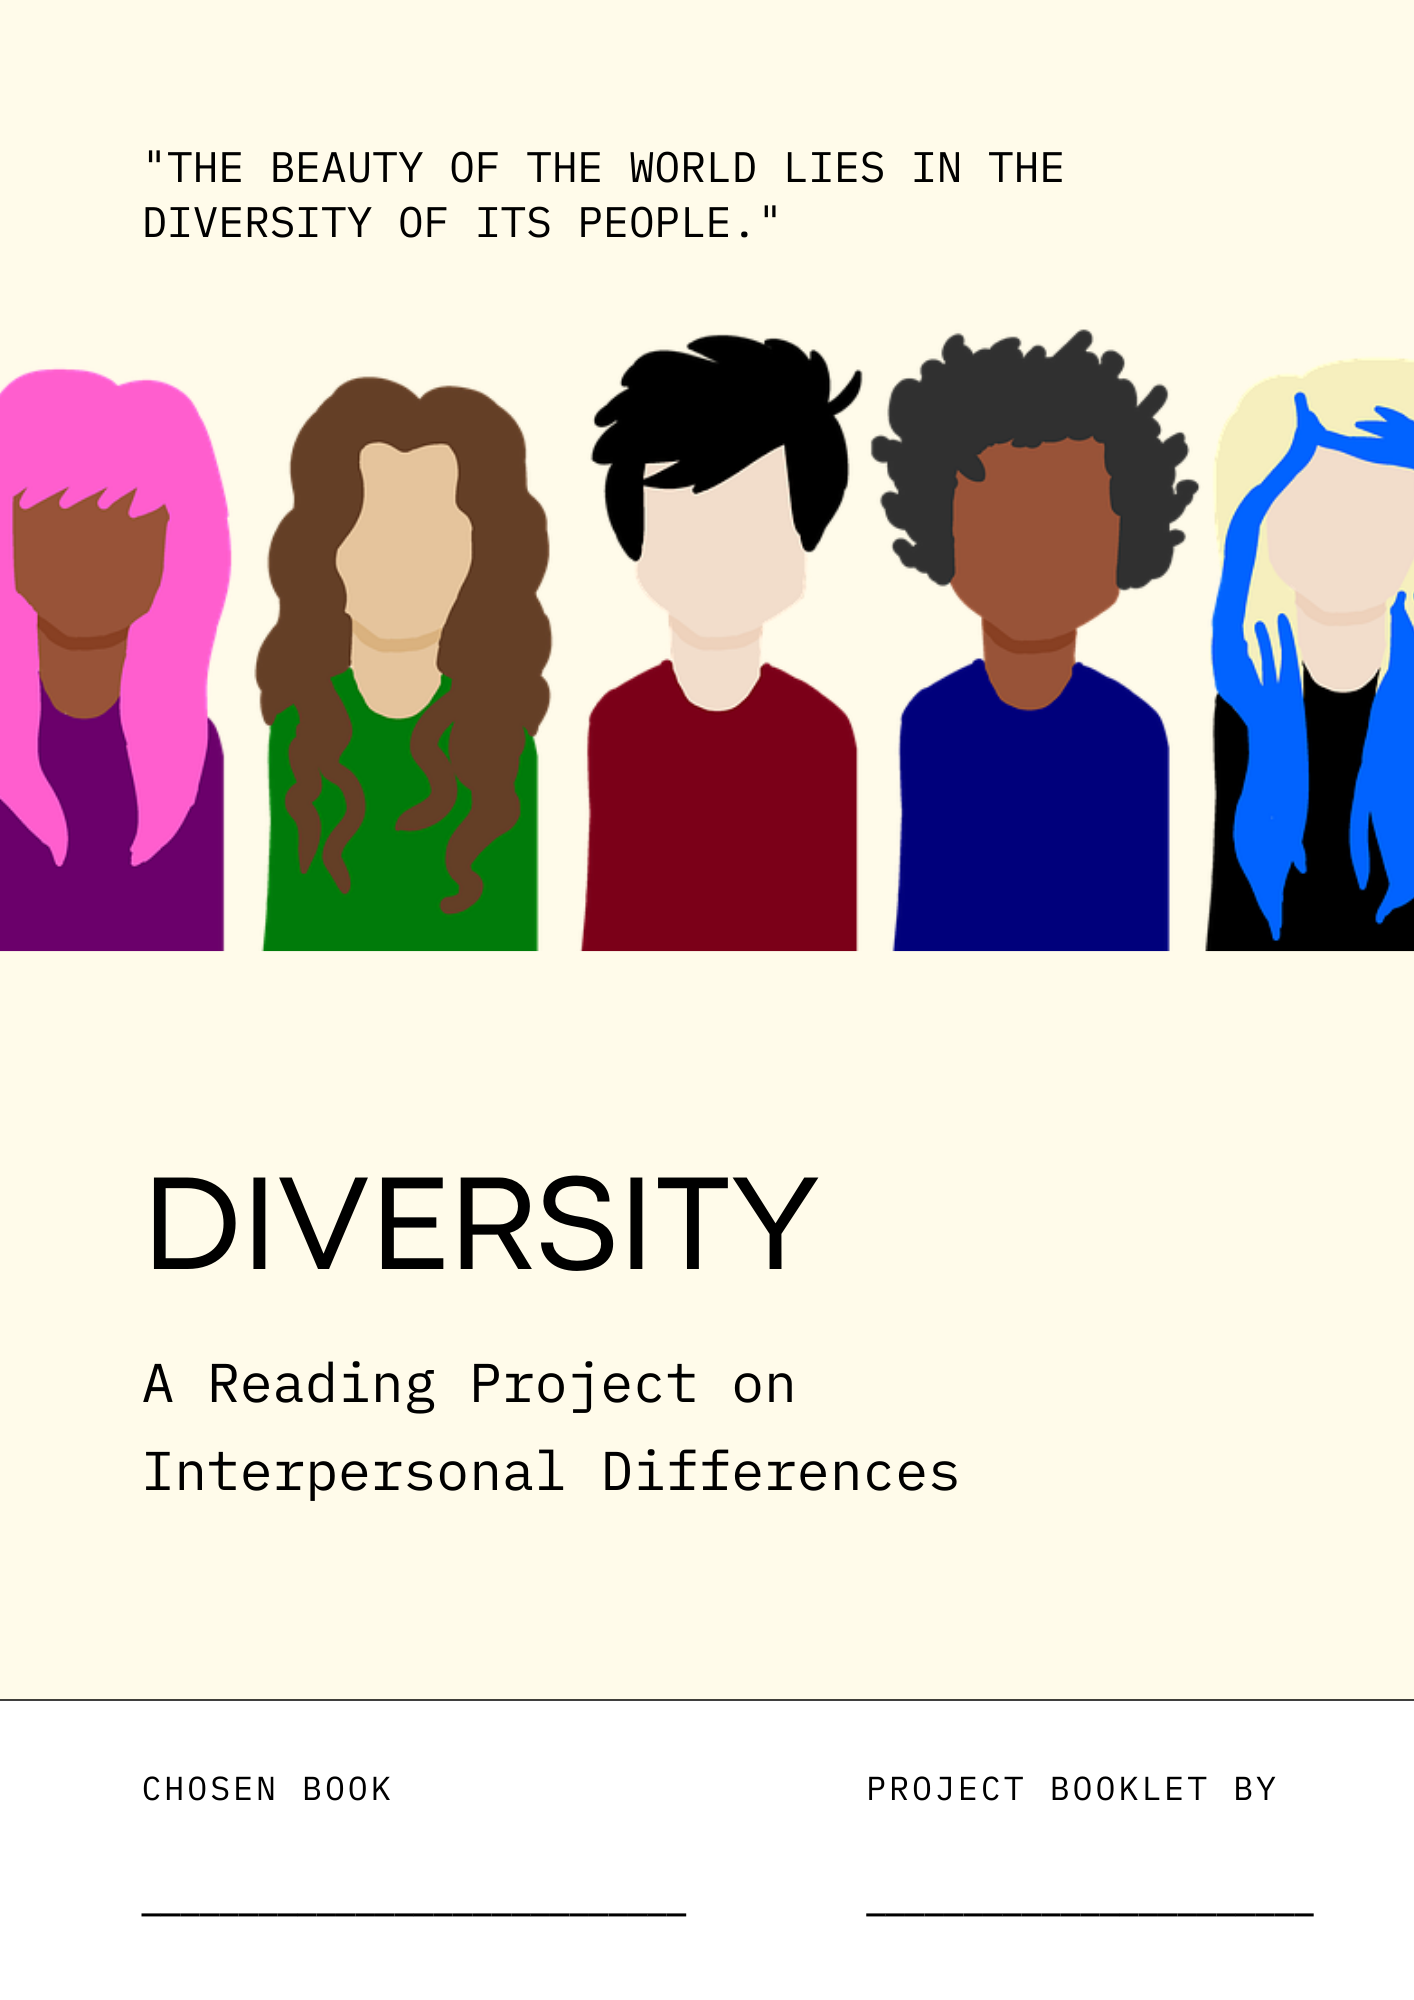 "THE BEAUTY OF THE WORLD LIES IN THE
DIVERSITY OF ITS PEOPLE."
DIVERSITY
A Reading Project on
Interpersonal Differences
CHOSEN BOOK
PROJECT BOOKLET BY